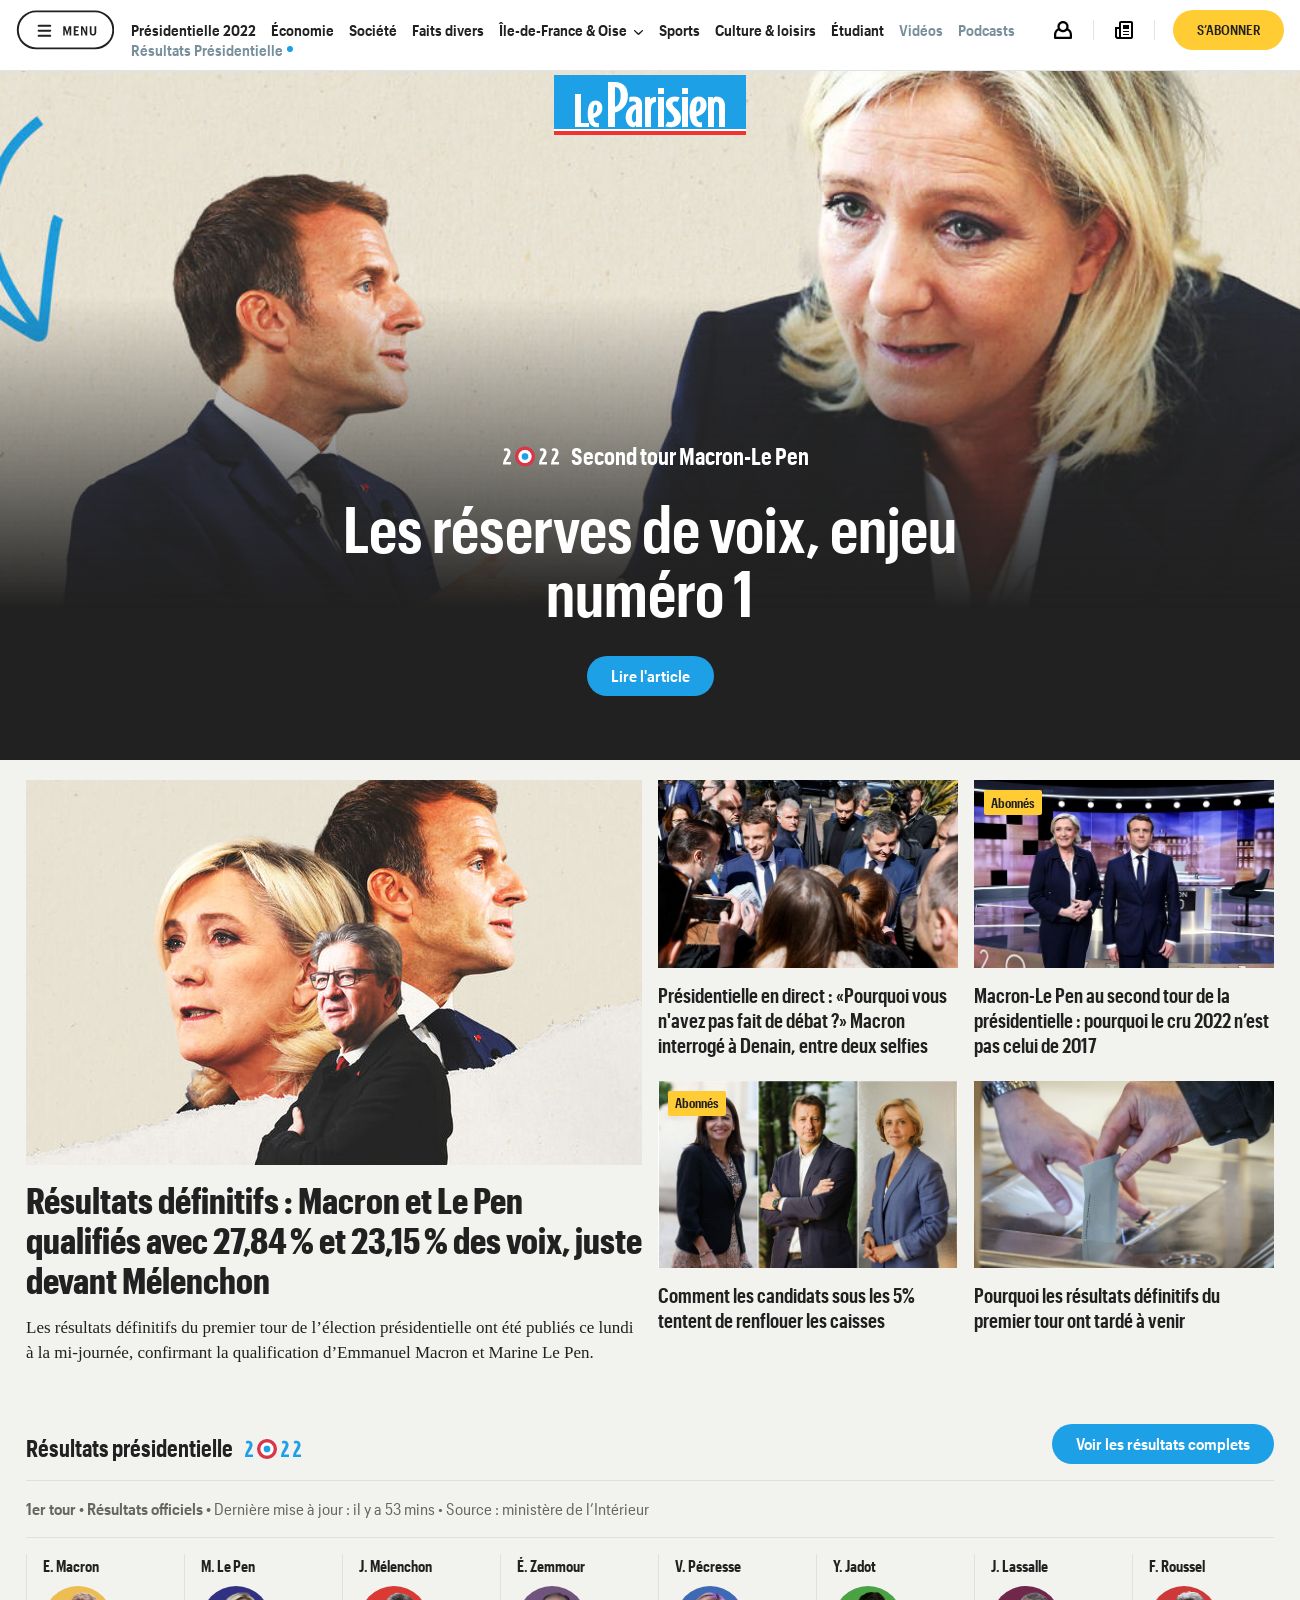 MENU
Présidentielle 2022 Économie Société Faits divers Île-de-France & Oise Sports Culture & loisirs Étudiant Vidéos Podcasts
Résultats Présidentielle
S'ABONNER
Le Parisien
2022 Second tour Macron-Le Pen
Les réserves de voix, enjeu
numéro 1
Lire l'article
Résultats définitifs : Macron et Le Pen
qualifiés avec 27,84 % et 23,15 % des voix, juste
devant Mélenchon
Les résultats définitifs du premier tour de l’élection présidentielle ont été publiés ce lundi
à la mi-journée, confirmant la qualification d’Emmanuel Macron et Marine Le Pen.
Présidentielle en direct : «Pourquoi vous
n'avez pas fait de débat ?» Macron
interrogé à Denain, entre deux selfies
Abonnés
Macron-Le Pen au second tour de la
présidentielle : pourquoi le cru 2022 n’est
pas celui de 2017
Abonnés
Comment les candidats sous les 5%
tentent de renflouer les caisses
Pourquoi les résultats définitifs du
premier tour ont tardé à venir
Résultats présidentielle 2022
Voir les résultats complets
1er tour • Résultats officiels • Dernière mise à jour : il y a 53 mins • Source : ministère de l’Intérieur
E. Macron
M. Le Pen
J. Mélenchon
É. Zemmour
V. Pécresse
Y. Jadot
J. Lassalle
F. Roussel